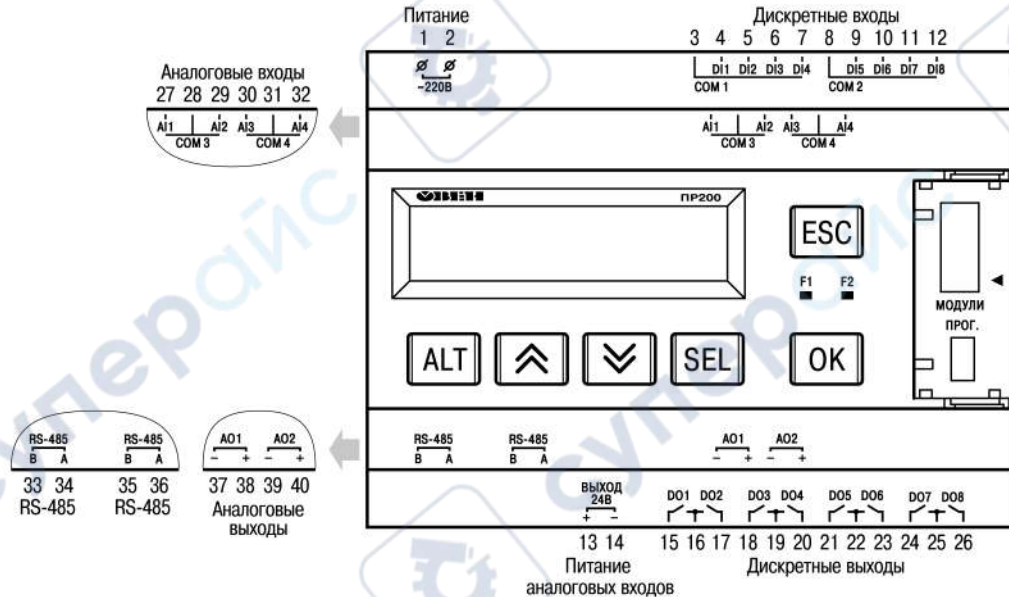 Питание
1 2
Дискретные входы
3 4 5 6 7 8 9 10 11 12
~220В
DI1 DI2 DI3 DI4 DI5 DI6 DI7 DI8
COM 1 COM 2
Аналоговые входы
27 28 29 30 31 32
AI1 AI2 AI3 AI4
COM 3 COM 4
AI1 AI2 AI3 AI4
COM 3 COM 4
ОВЕН ПР200
ESC
F1 F2
МОДУЛИ
ПРОГ.
ALT SEL OK
RS-485 RS-485 AO1 AO2
B A B A − + − +
33 34 35 36 37 38 39 40
RS-485 RS-485 Аналоговые
выходы
RS-485 RS-485 AO1 AO2
B A B A − + − +
ВЫХОД
24В
+ −
DO1 DO2 DO3 DO4 DO5 DO6 DO7 DO8
13 14 15 16 17 18 19 20 21 22 23 24 25 26
Питание
аналоговых входов
Дискретные выходы
суперайс
суперайс